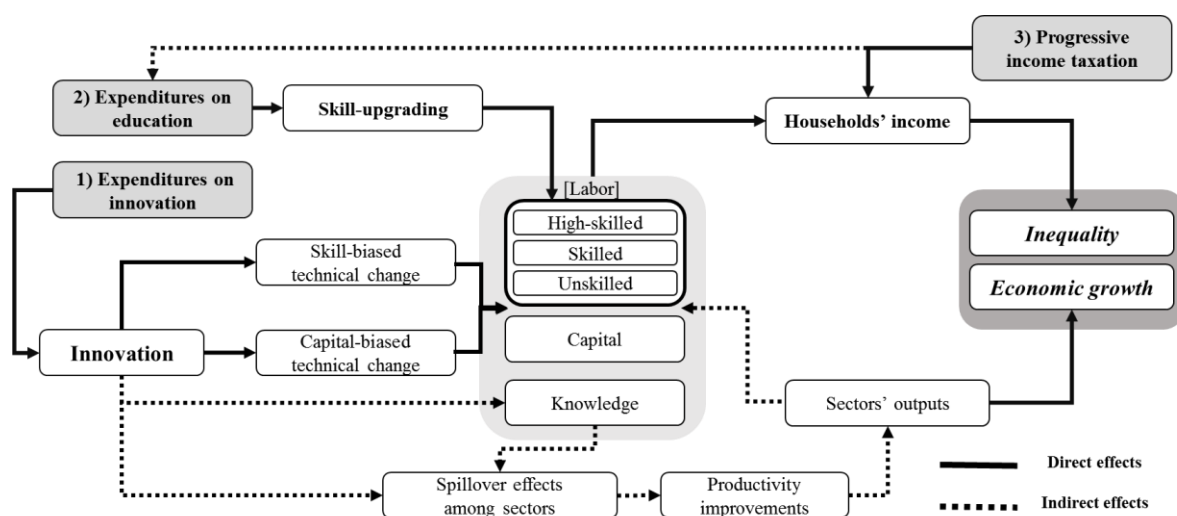 3) Progressive
income taxation
2) Expenditures on
education
Skill-upgrading
Households’ income
1) Expenditures on
innovation
[Labor]
High-skilled
Skilled
Unskilled
Skill-biased
technical change
Inequality
Economic growth
Innovation
Capital-biased
technical change
Capital
Knowledge
Sectors’ outputs
Spillover effects
among sectors
Productivity
improvements
Direct effects
Indirect effects